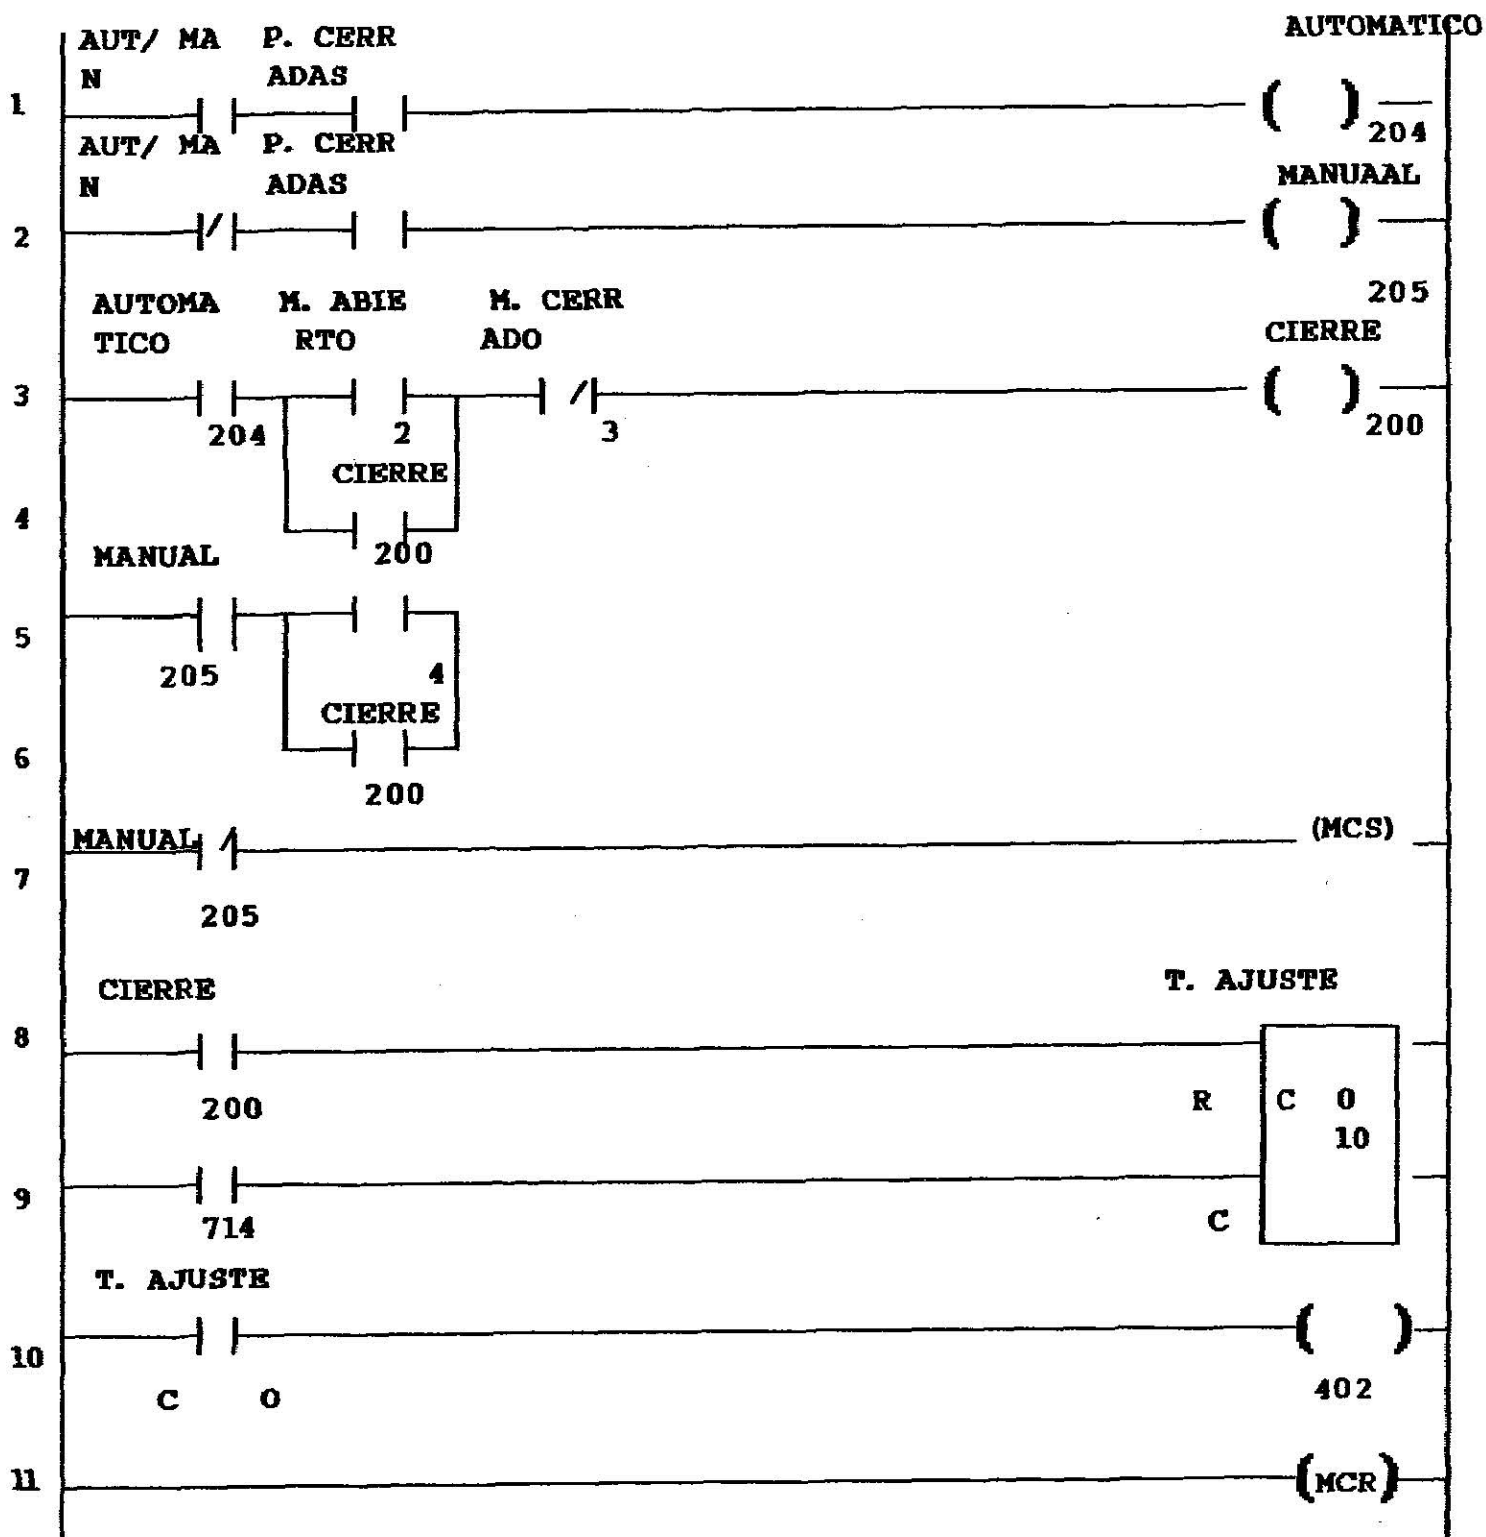 AUTOMATICO
AUT/ MA P. CERR
N ADAS
1
204
AUT/ MA P. CERR
N ADAS
MANUAAL
2
205
AUTOMA M. ABIE M. CERR
TICO RTO ADO
CIERRE
3
204 2 3 200
CIERRE
4
200
MANUAL
5
205 4
CIERRE
6
200
MANUAL (MCS)
7
205
CIERRE T. AJUSTE
8
200 R C 0
10
9
714 C
T. AJUSTE
10
C O 402
11 (MCR)